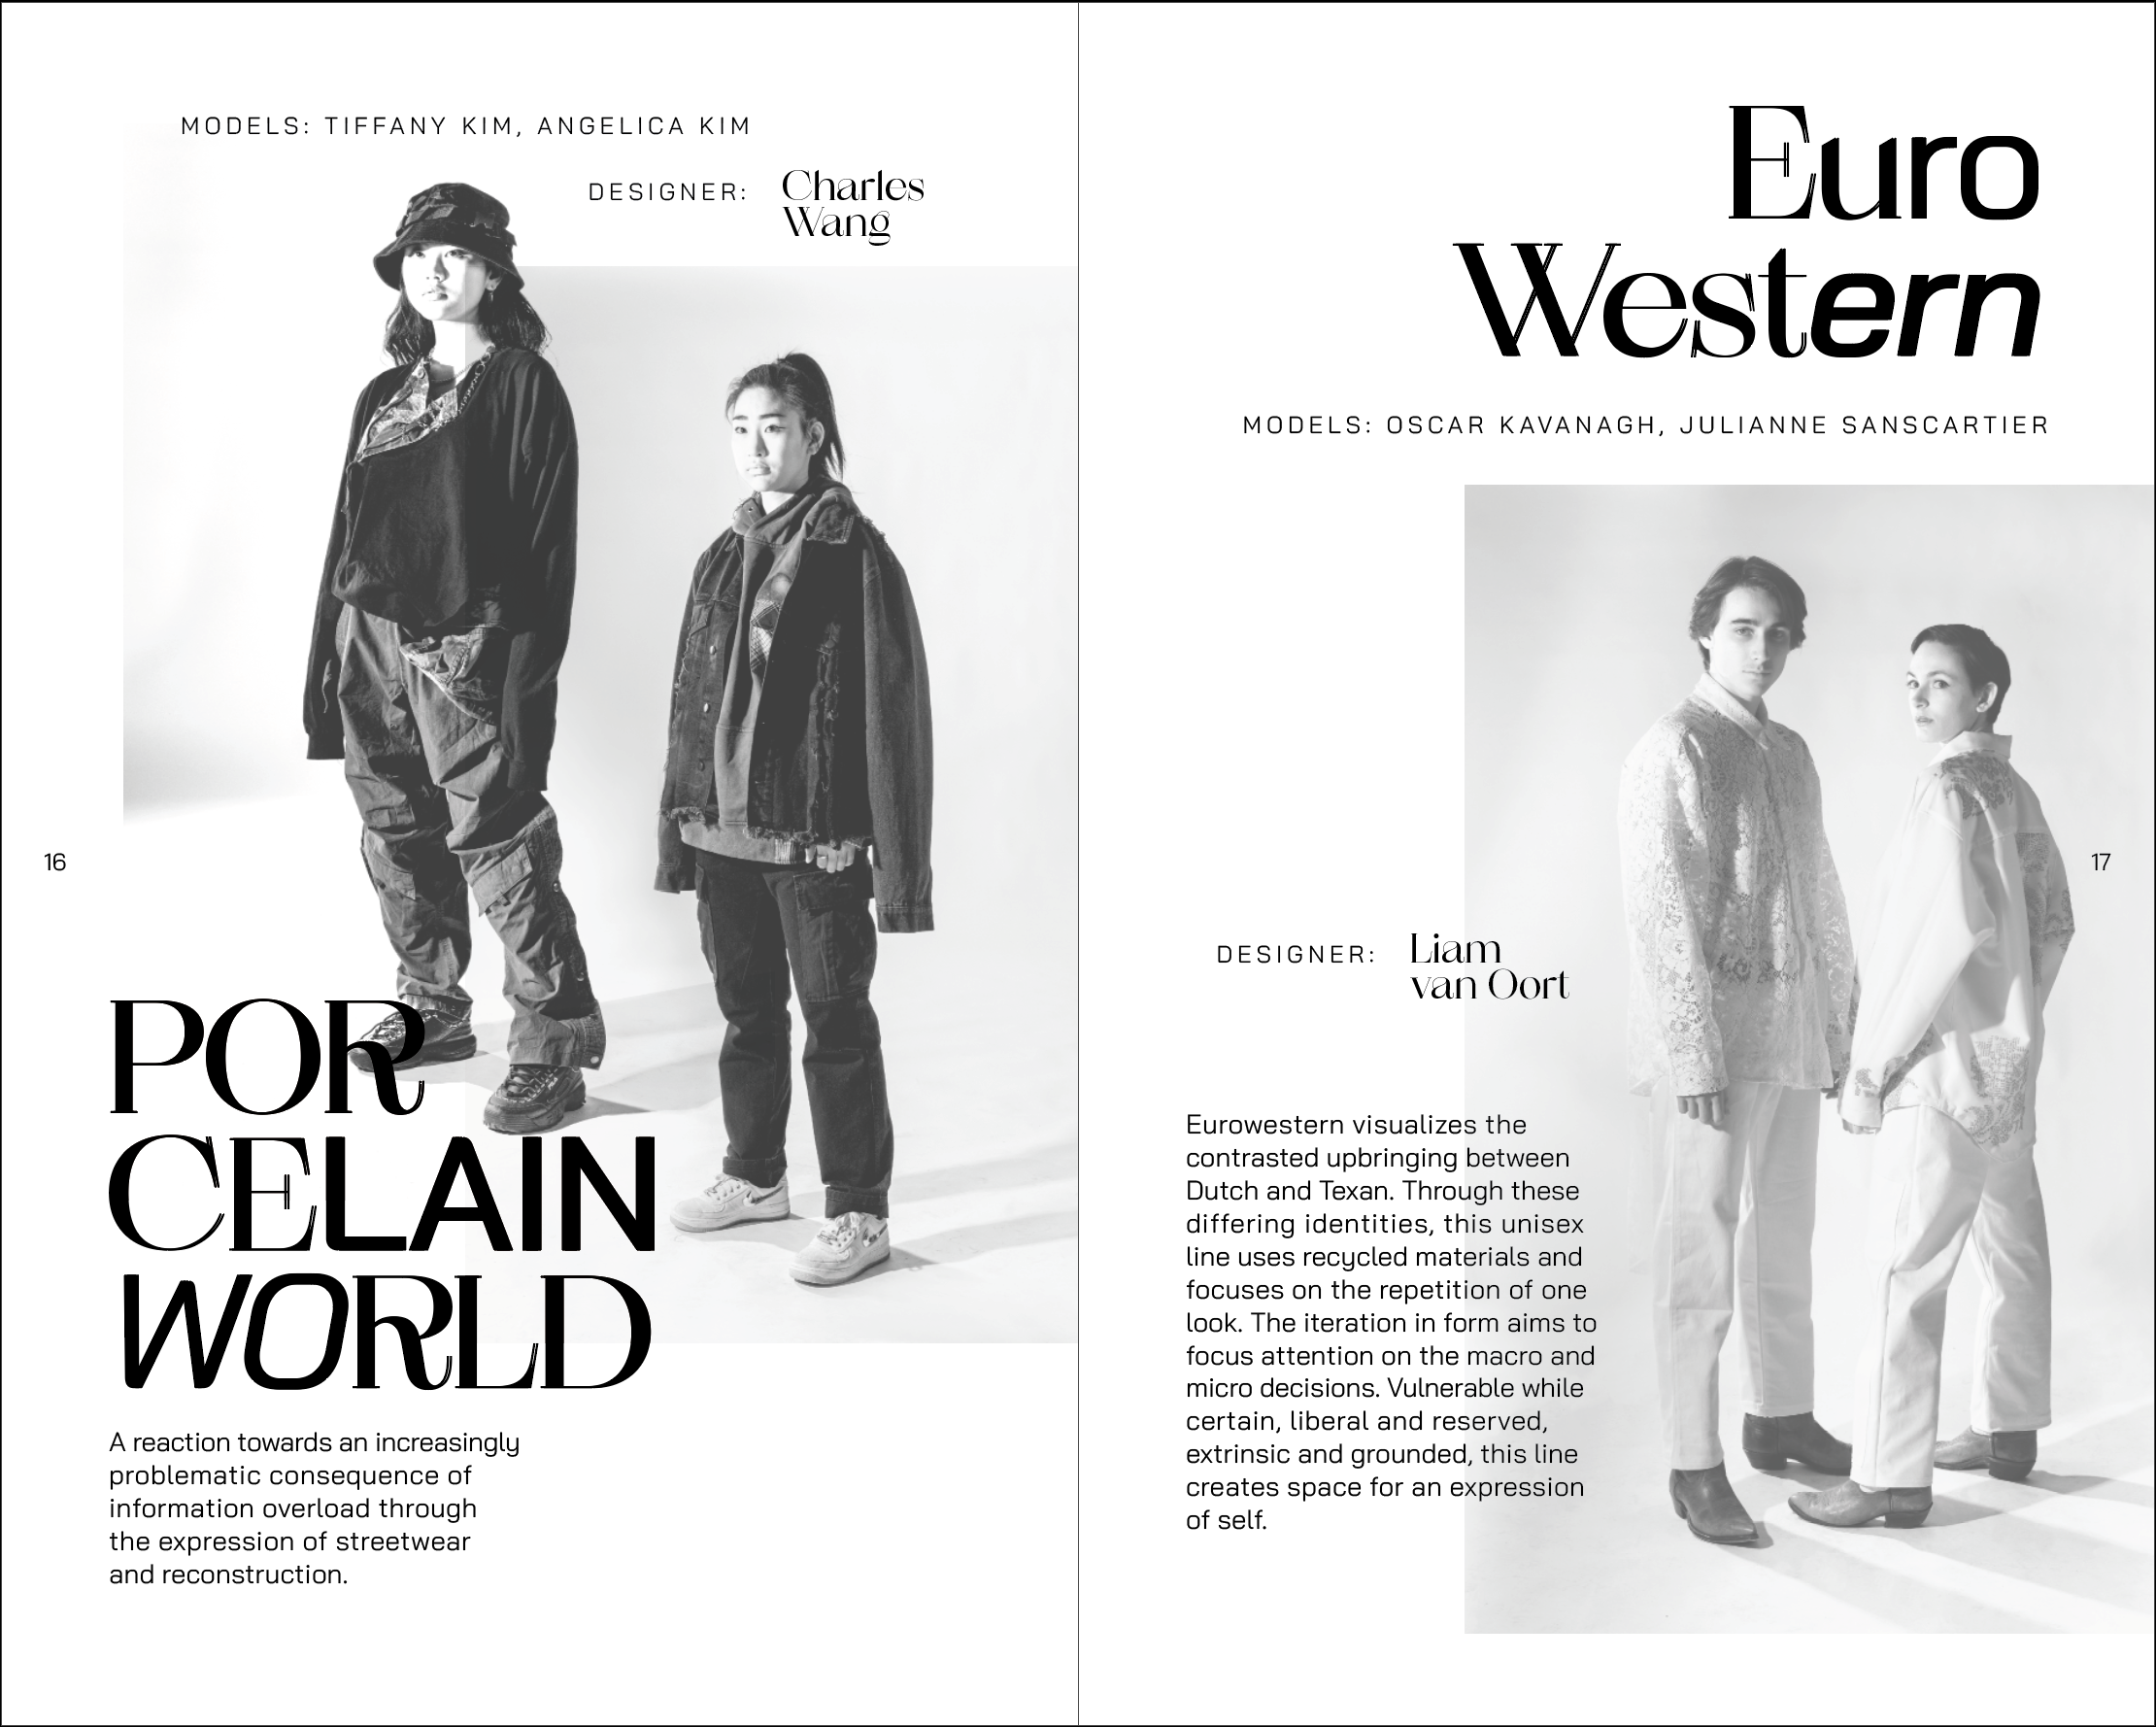 MODELS: TIFFANY KIM, ANGELICA KIM
DESIGNER: Charles
Wang
16
POR
CELAIN
WORLD
A reaction towards an increasingly
problematic consequence of
information overload through
the expression of streetwear
and reconstruction.
Euro
Western
MODELS: OSCAR KAVANAGH, JULIANNE SANSCARTIER
17
DESIGNER: Liam
van Oort
Eurowestern visualizes the
contrasted upbringing between
Dutch and Texan. Through these
differing identities, this unisex
line uses recycled materials and
focuses on the repetition of one
look. The iteration in form aims to
focus attention on the macro and
micro decisions. Vulnerable while
certain, liberal and reserved,
extrinsic and grounded, this line
creates space for an expression
of self.